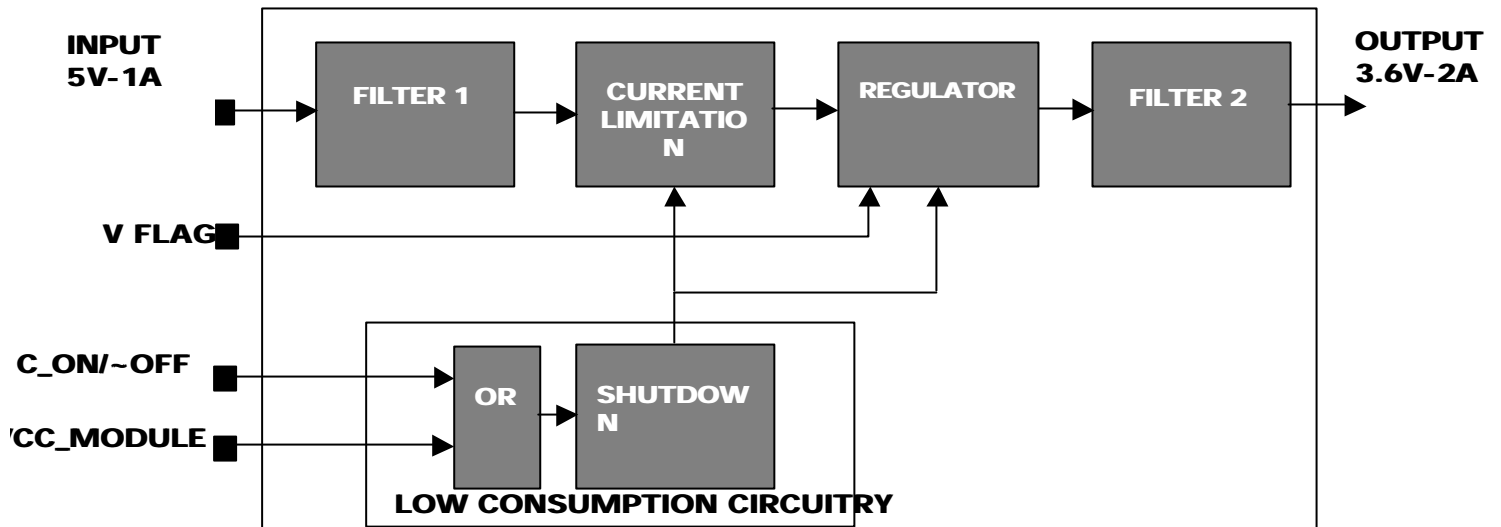 INPUT
5V-1A
OUTPUT
3.6V-2A
FILTER 1
CURRENT
LIMITATIO
N
REGULATOR
FILTER 2
V FLAG
C_ON/~OFF
OR
SHUTDOW
N
CC_MODULE
LOW CONSUMPTION CIRCUITRY